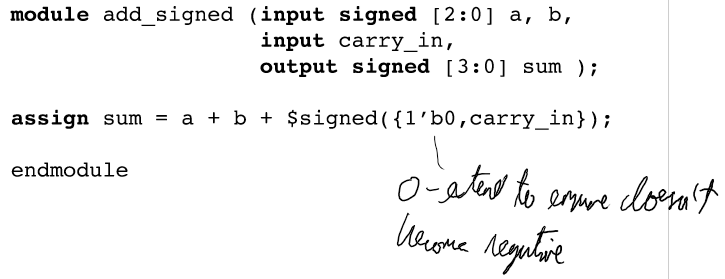 module add_signed (input signed [2:0] a, b,
input carry_in,
output signed [3:0] sum );
assign sum = a + b + $signed({1'b0,carry_in});
endmodule
0-extend to ensure doesn't
become negative